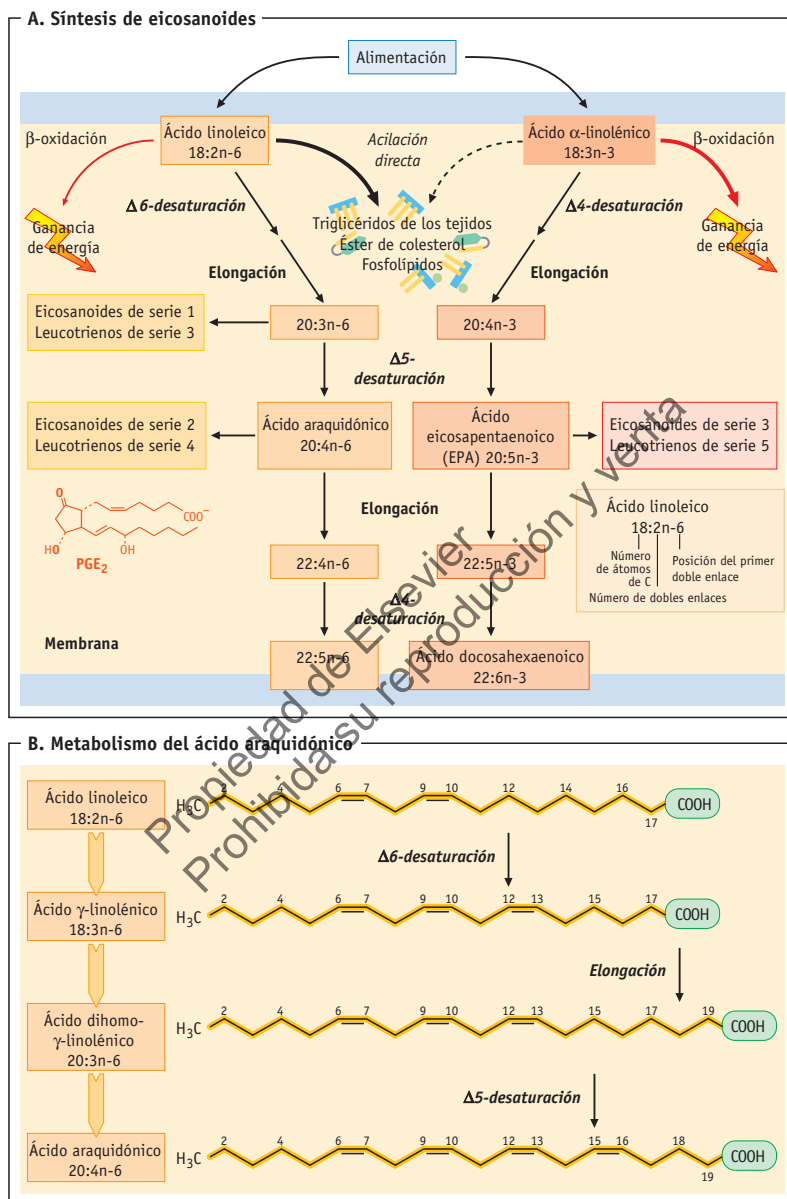 A. Síntesis de eicosanoides
Alimentación
β-oxidación
Ácido linoleico
18:2n-6
Acilación
directa
Ácido α-linolénico
18:3n-3
β-oxidación
Δ6-desaturación
Δ4-desaturación
Ganancia
de energía
Triglicéridos de los tejidos
Éster de colesterol
Fosfolípidos
Ganancia
de energía
Elongación
Elongación
Eicosanoides de serie 1
Leucotrienos de serie 3
20:3n-6
20:4n-3
Δ5-
desaturación
Eicosanoides de serie 2
Leucotrienos de serie 4
Ácido araquidónico
20:4n-6
Ácido
eicosapentaenoico
(EPA) 20:5n-3
Eicosanoides de serie 3
Leucotrienos de serie 5
O
COO⁻
HO
OH
PGE₂
Elongación
Ácido linoleico
18:2n-6
Número
de átomos
de C
Posición del primer
doble enlace
Número de dobles enlaces
22:4n-6
22:5n-3
Δ4-
desaturación
Membrana
22:5n-6
Ácido docosahexaenoico
22:6n-3
Propiedad de Elsevier
Prohibida su reproducción y venta
B. Metabolismo del ácido araquidónico
Ácido linoleico
18:2n-6
H₃C 2 4 6 7 9 10 12 14 16 17 COOH
Δ6-desaturación
Ácido γ-linolénico
18:3n-6
H₃C 2 4 6 7 9 10 12 13 15 17 COOH
Elongación
Ácido dihomo-
γ-linolénico
20:3n-6
H₃C 2 4 6 7 9 10 12 13 15 17 19 COOH
Δ5-desaturación
Ácido araquidónico
20:4n-6
H₃C 2 4 6 7 9 10 12 13 15 16 18 19 COOH